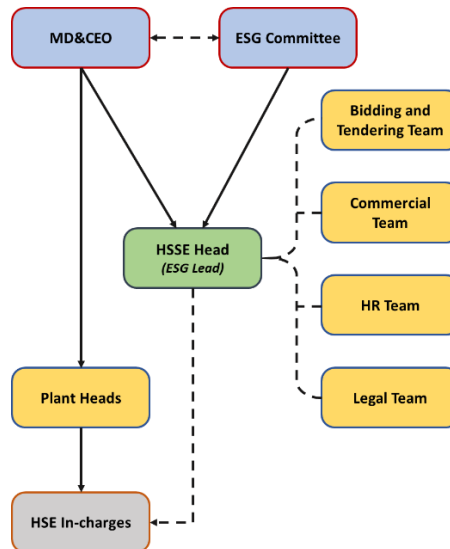 MD&CEO
ESG Committee
Bidding and
Tendering Team
Commercial
Team
HSSE Head
(ESG Lead)
HR Team
Plant Heads
Legal Team
HSE In-charges